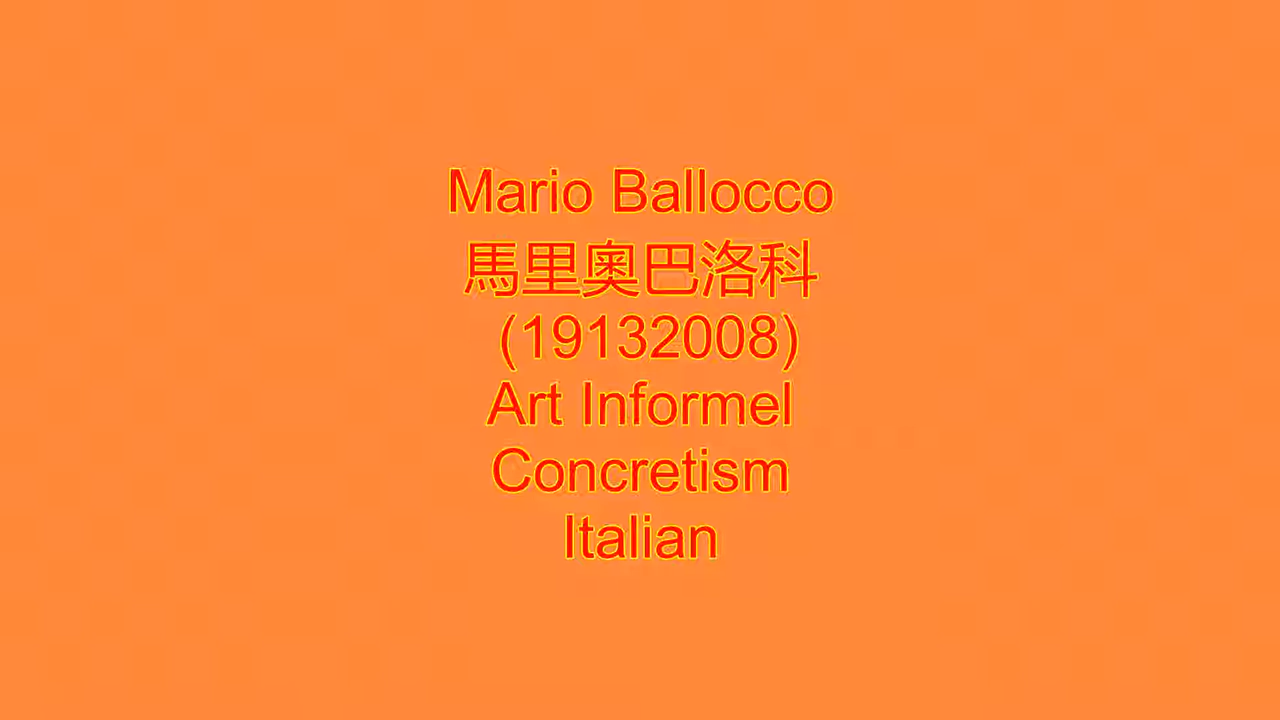 Mario Ballocco
馬里奧巴洛科
(19132008)
Art Informel
Concretism
Italian